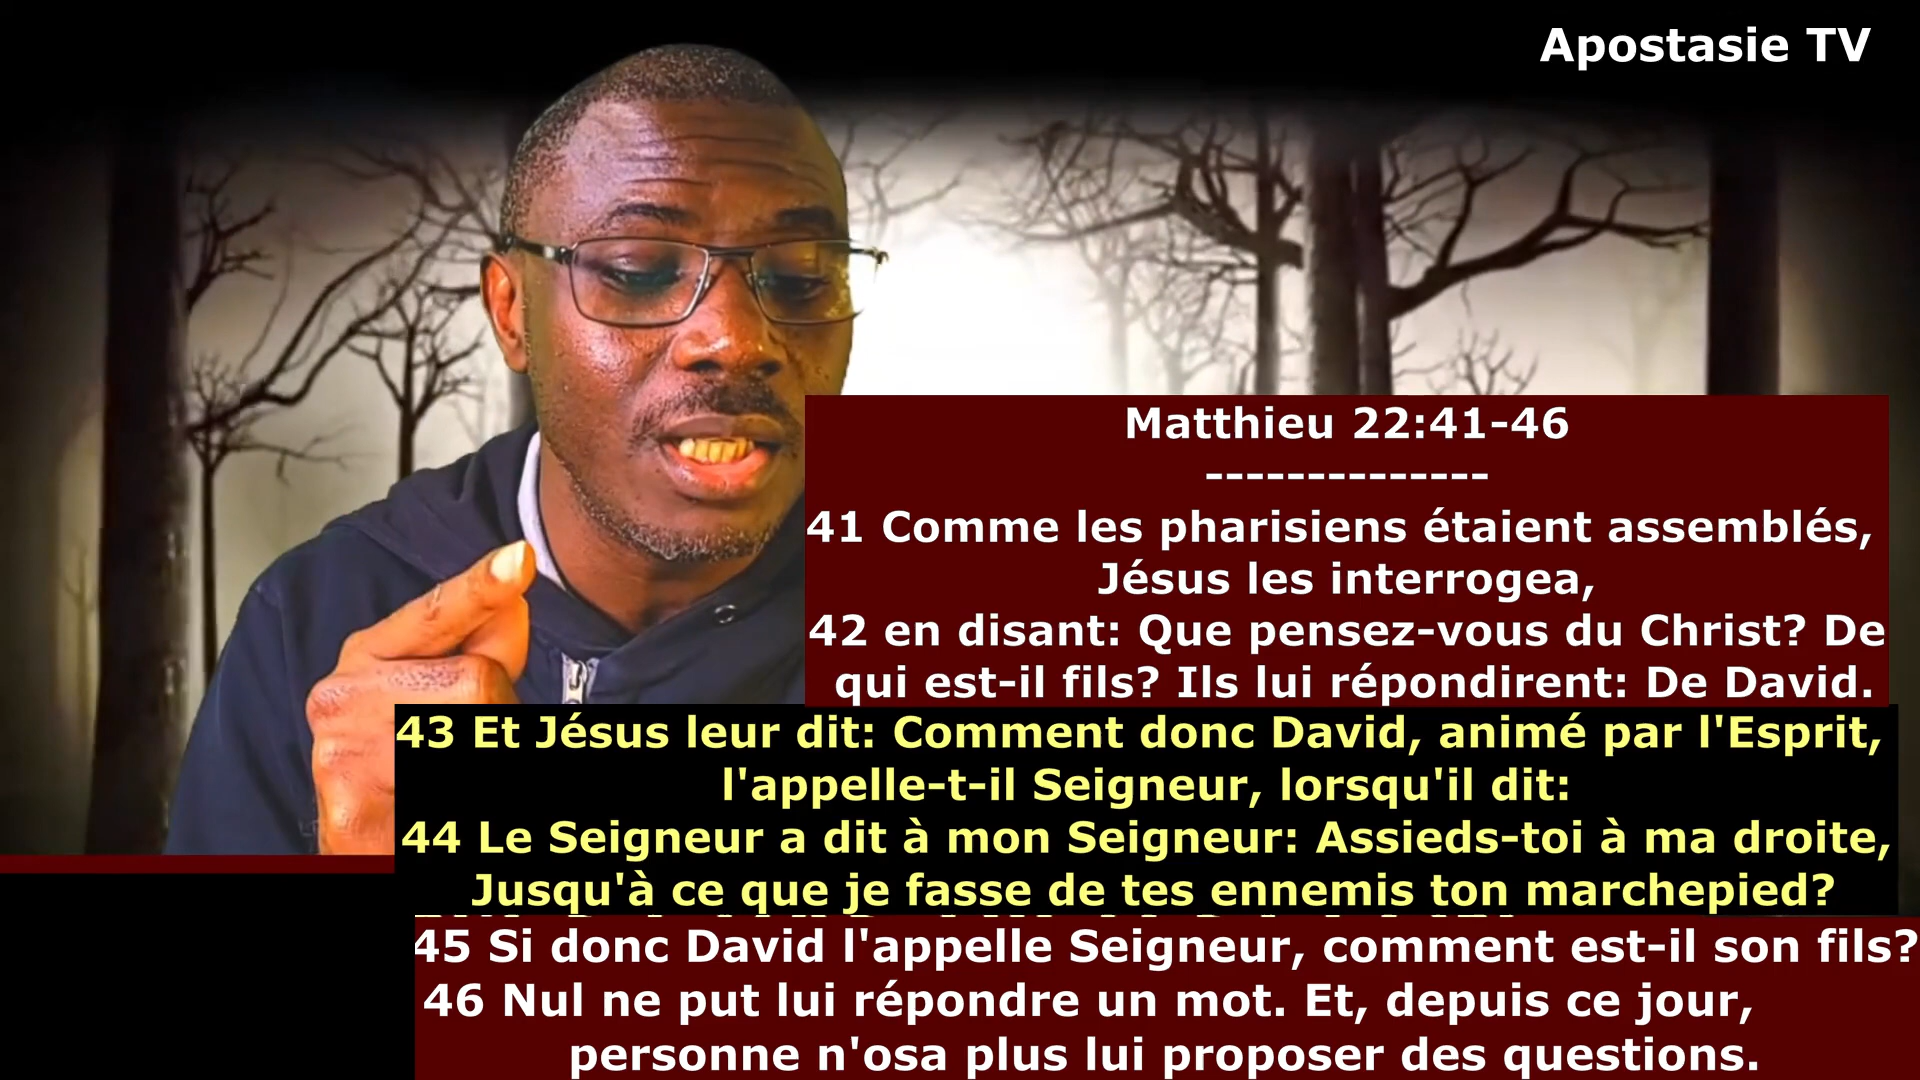 Apostasie TV
Matthieu 22:41-46
--------------
41 Comme les pharisiens étaient assemblés,
Jésus les interrogea,
42 en disant: Que pensez-vous du Christ? De
qui est-il fils? Ils lui répondirent: De David.
43 Et Jésus leur dit: Comment donc David, animé par l'Esprit,
l'appelle-t-il Seigneur, lorsqu'il dit:
44 Le Seigneur a dit à mon Seigneur: Assieds-toi à ma droite,
Jusqu'à ce que je fasse de tes ennemis ton marchepied?
45 Si donc David l'appelle Seigneur, comment est-il son fils?
46 Nul ne put lui répondre un mot. Et, depuis ce jour,
personne n'osa plus lui proposer des questions.